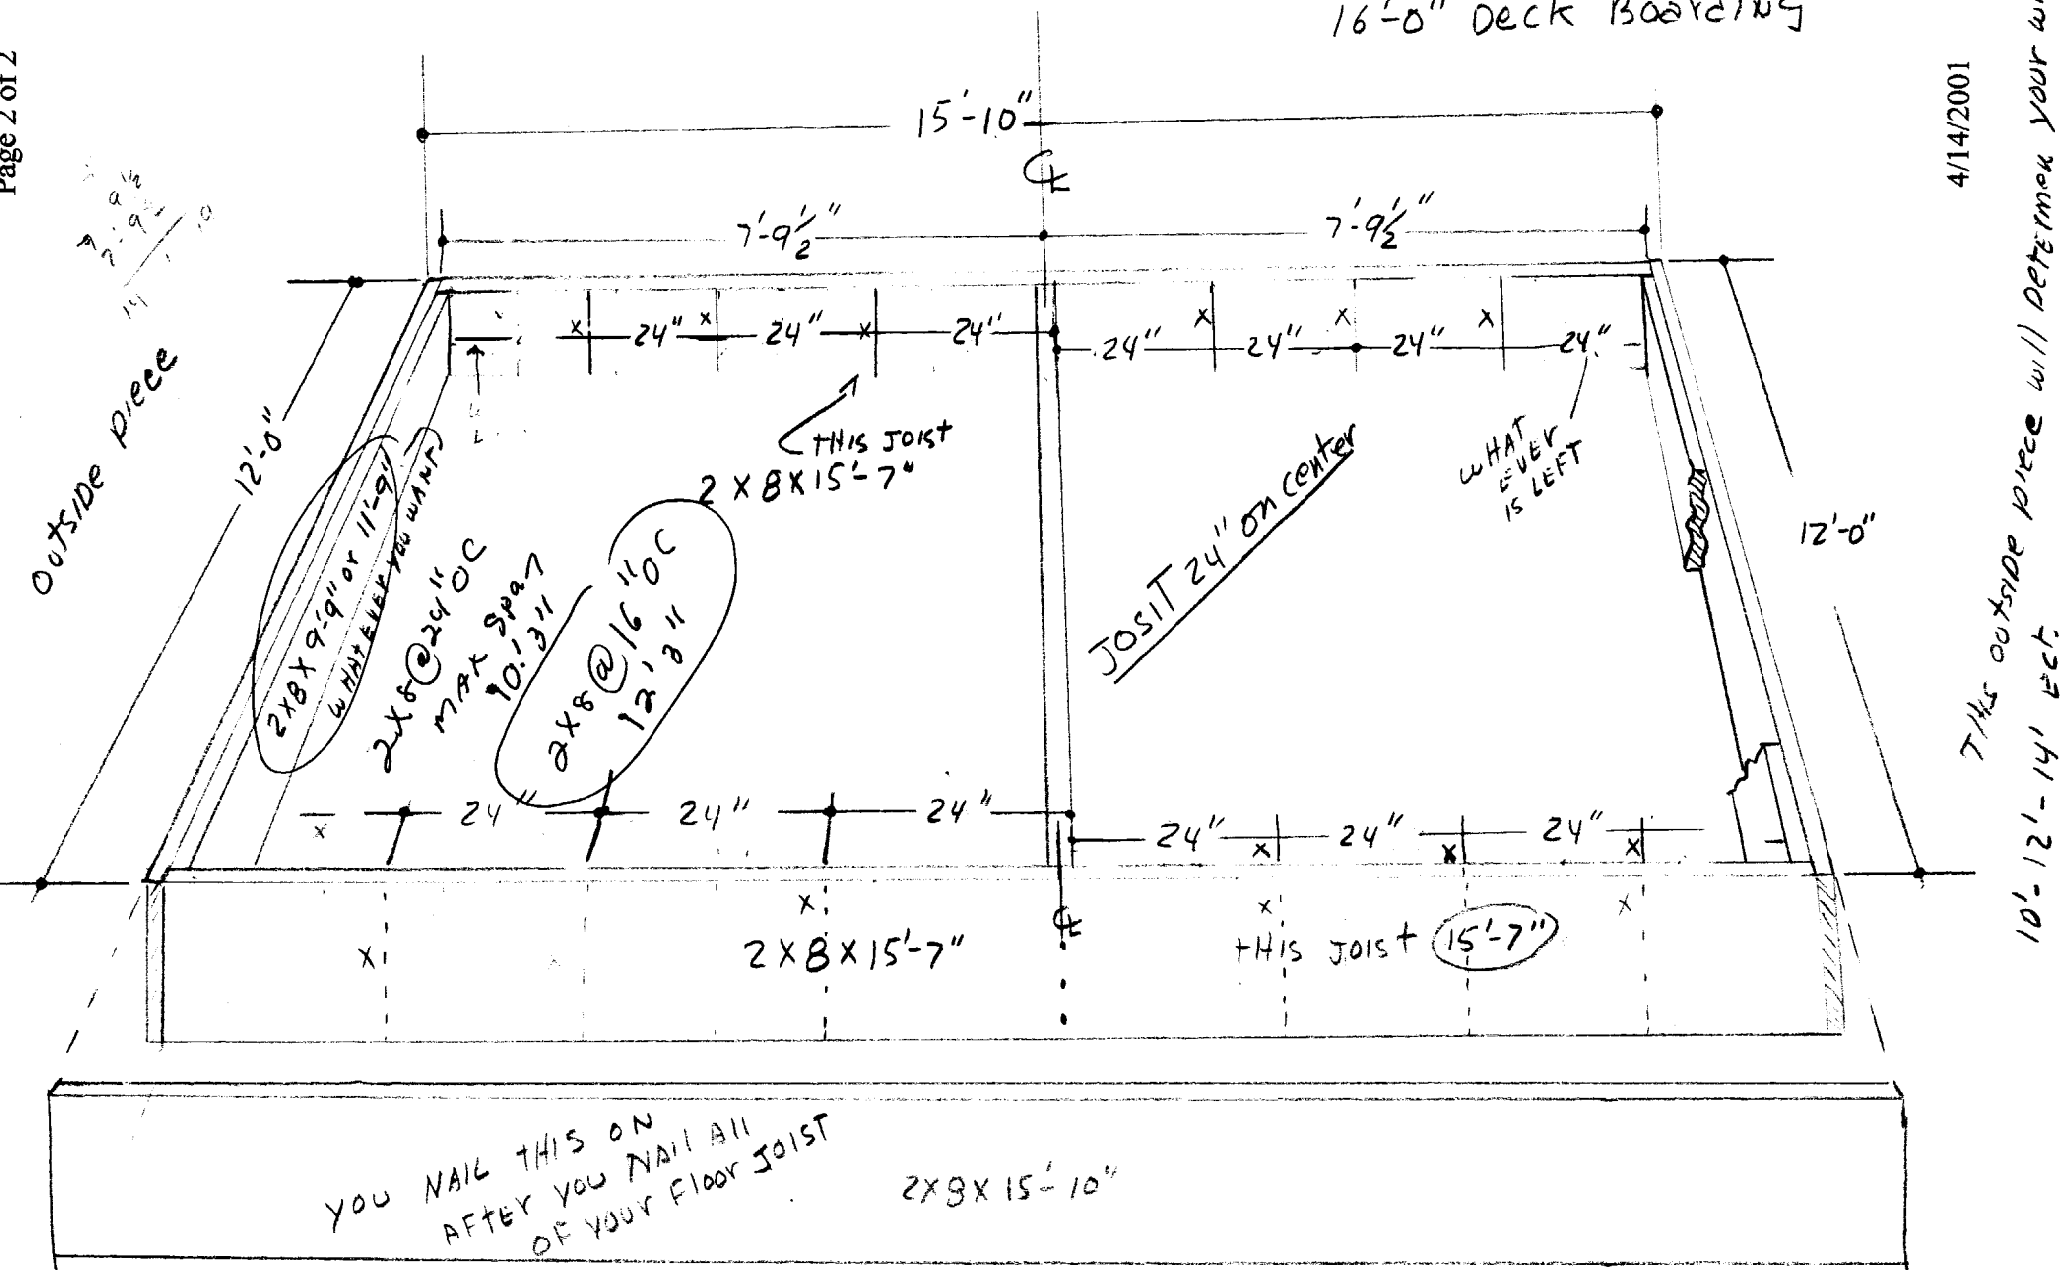 Page 2 of 2
16'-0" Deck Boarding
4/14/2001
15'-10"
CL
7'-9½"
7'-9½"
24"
24"
24"
24"
24"
24"
24"
Outside piece
12'-0"
THIS JOIST
2 X 8 X 15'-7"
WHAT
EVER
IS LEFT
2X8X 9'-9" or 11'-9"
WHAT EVER YOU WANT)
2X8@24"OC
MAX Span
10' 3"
2X8@16"OC
12' 3"
JOSIT 24" on center
12'-0"
THIS OUTSIDE piece will Determon your
10'-12'-14' Ect.
24"
24"
24"
24"
24"
24"
CL
2 X 8 X 15'-7"
THIS JOIST 15'-7"
YOU NAIL THIS ON
AFTER YOU NAIL All
OF YOUR Floor JOIST
2X8X 15'-10"